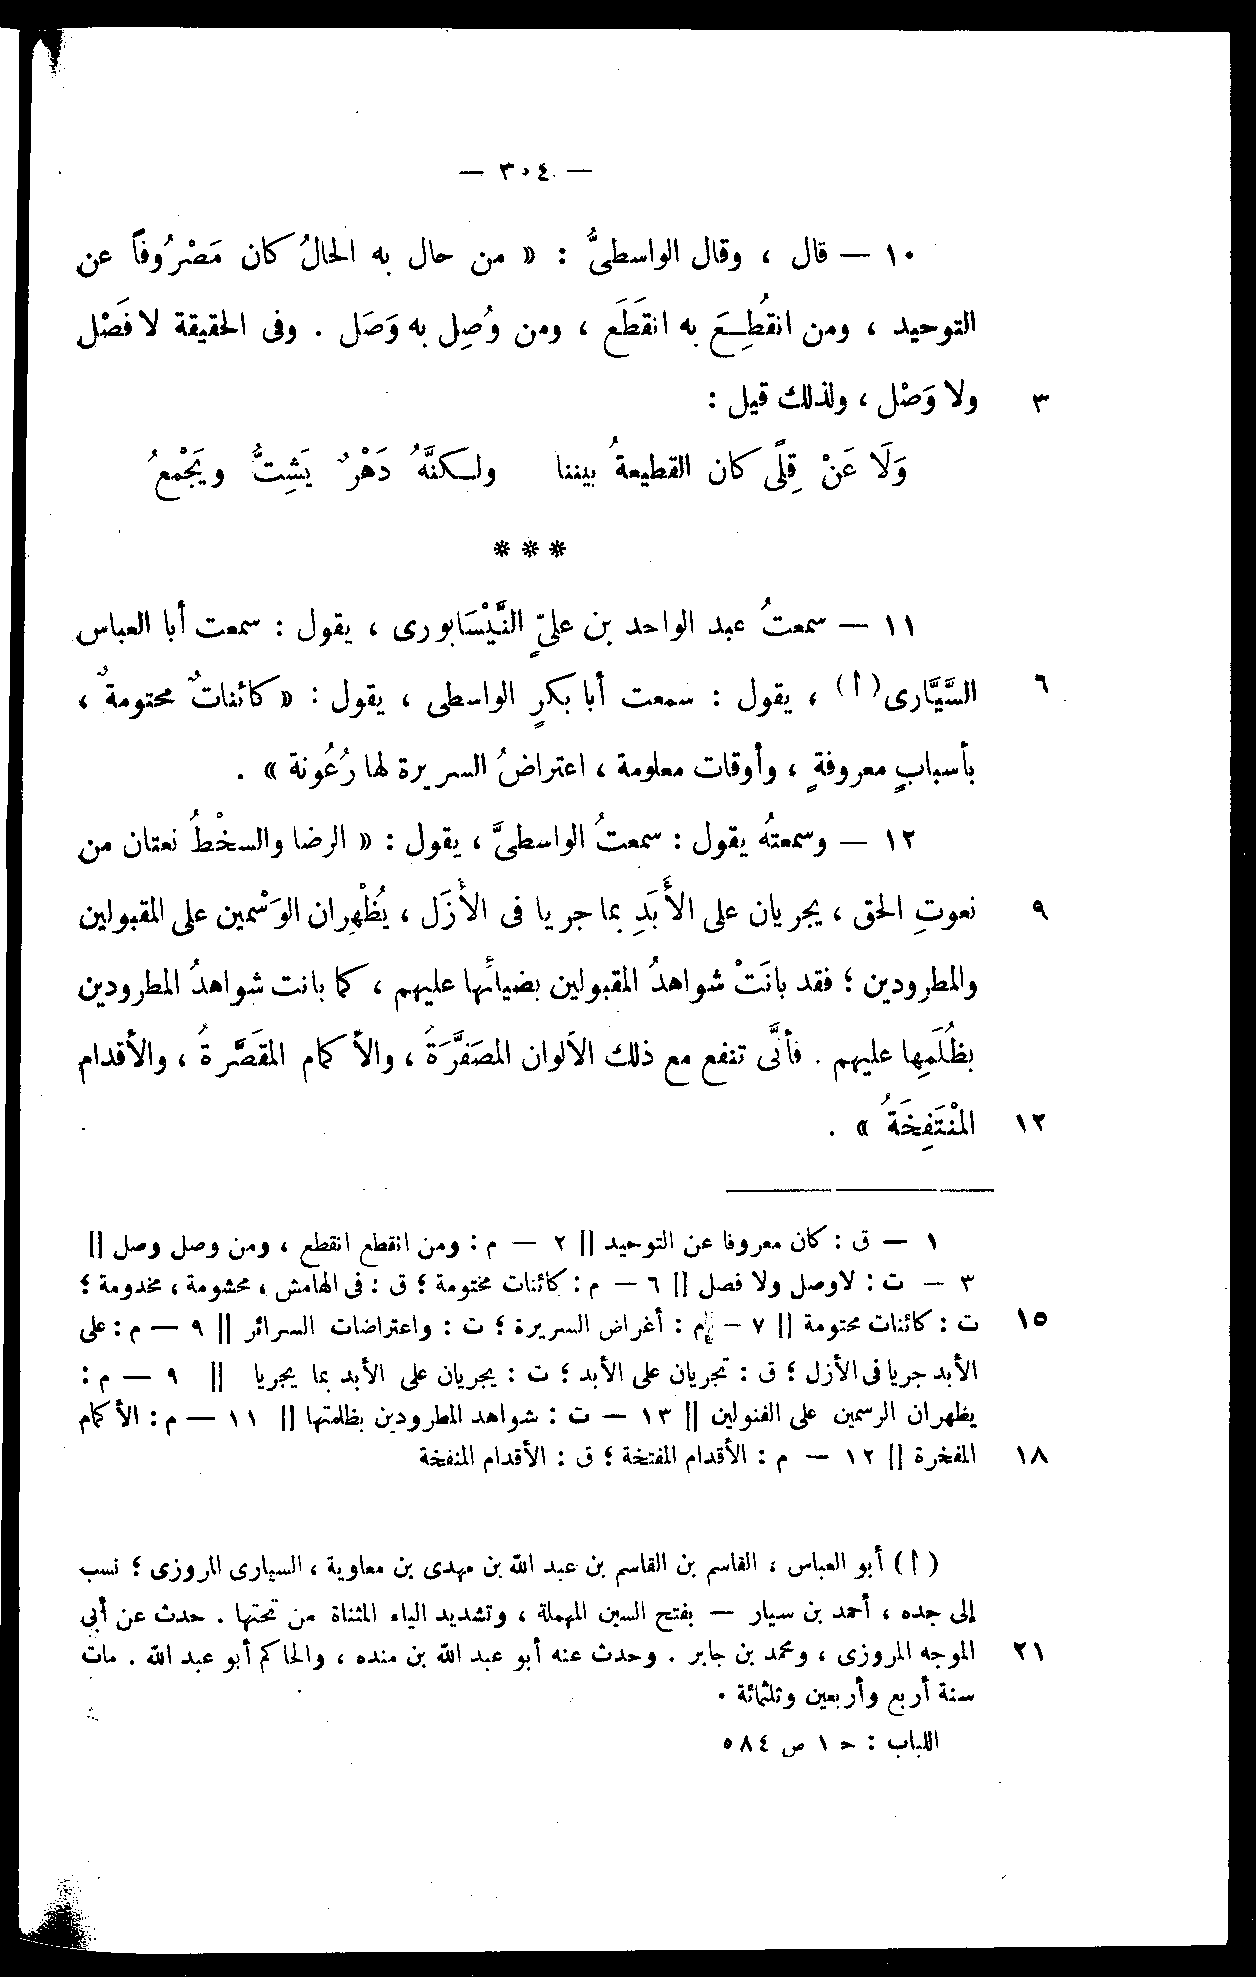 — ٣٠٤ —
١٠ — قال ، وقال الواسطىُّ : « من حال به الحالُ كان مَصْرُوفاً عن
التوحيد ، ومن انقُطِـعَ به انقَطَع ، ومن وُصِل به وَصَل . وفى الحقيقة لا فَصْل
ولا وَصْل ، ولذلك قيل : ٣
وَلَا عَنْ قِلًى كان القطيعةُ بيننا ولـكنَّهُ دَهْرٌ يَشِتُّ ويَجْمعُ
***
١١ — سمعتُ عبد الواحد بن علىٍّ النَّيْسَابورى ، يقول : سمعت أبا العباس
السَّيَّارى(أ) ، يقول : سمعت أبا بكرٍ الواسطى ، يقول : « كائناتٌ محتومةٌ ، ٦
بأسبابٍ معروفةٍ ، وأوقات معلومة ، اعتراضُ السريرة لها رُعُونة » .
١٢ — وسمعتُه يقول : سمعتُ الواسطىَّ ، يقول : « الرضا والسخْطُ نعتان من
نعوتِ الحق ، يجريان على الأَبَدِ بما جريا فى الأَزَل ، يُظْهِران الوَسْمين على المقبولين ٩
والمطرودين ؛ فقد بانَتْ شواهدُ المقبولين بضيائها عليهم ، كما بانت شواهدُ المطرودين
بظُلَمِها عليهم . فأنَّى تنفع مع ذلك الألوان المصَفَرَّةُ ، والأكمام المقَصَّرةُ ، والأقدام
المنْتَفِخَةُ » . ١٢
١ — ق : كان معروفا عن التوحيد || ٢ — م : ومن انقطع انقطع ، ومن وصل وصل ||
٣ — ت : لاوصل ولا فصل || ٦ — م : كائنات مختومة ؛ ق : فى الهامش ، محشومة ، مخدومة ؛
ت : كائنات محتومة || ٧ — م : أغراض السريرة ؛ ت : واعتراضات السرائر || ٩ — م : على ١٥
الأبد جريا فى الأزل ؛ ق : تجريان على الأبد ؛ ت : يجريان على الأبد بما يجريا || ٩ — م :
يظهران الرسمين على الفنولين || ١٣ — ت : شواهد المطرودين بظلمتها || ١١ — م : الأكمام
المفخرة || ١٢ — م : الأقدام المفتخة ؛ ق : الأقدام المنفخة ١٨
(أ) أبو العباس ، القاسم بن القاسم بن عبد الله بن مهدى بن معاوية ، السيارى المروزى ؛ نسب
إلى جده ، أحمد بن سيار — بفتح السين المهملة ، وتشديد الياء المثناة من تحتها . حدث عن أبى
الموجه المروزى ، ومحمد بن جابر . وحدث عنه أبو عبد الله بن منده ، والحاكم أبو عبد الله . مات ٢١
سنة أربع وأربعين وثلثمائة .
اللباب : حـ ١ ص ٥٨٤